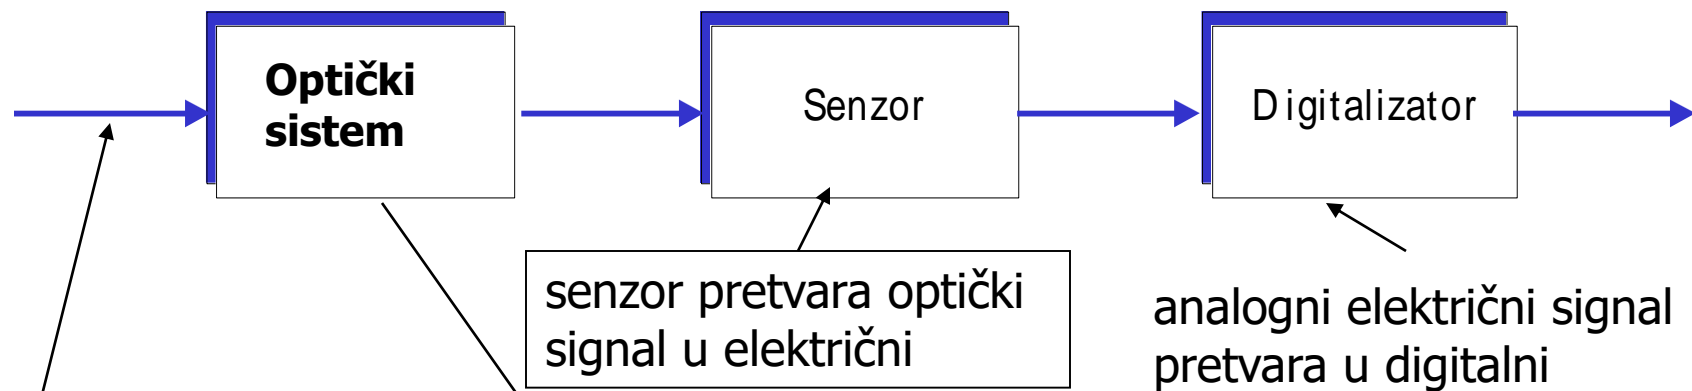 Optički
sistem
Senzor
Digitalizator
senzor pretvara optički
signal u električni
analogni električni signal
pretvara u digitalni